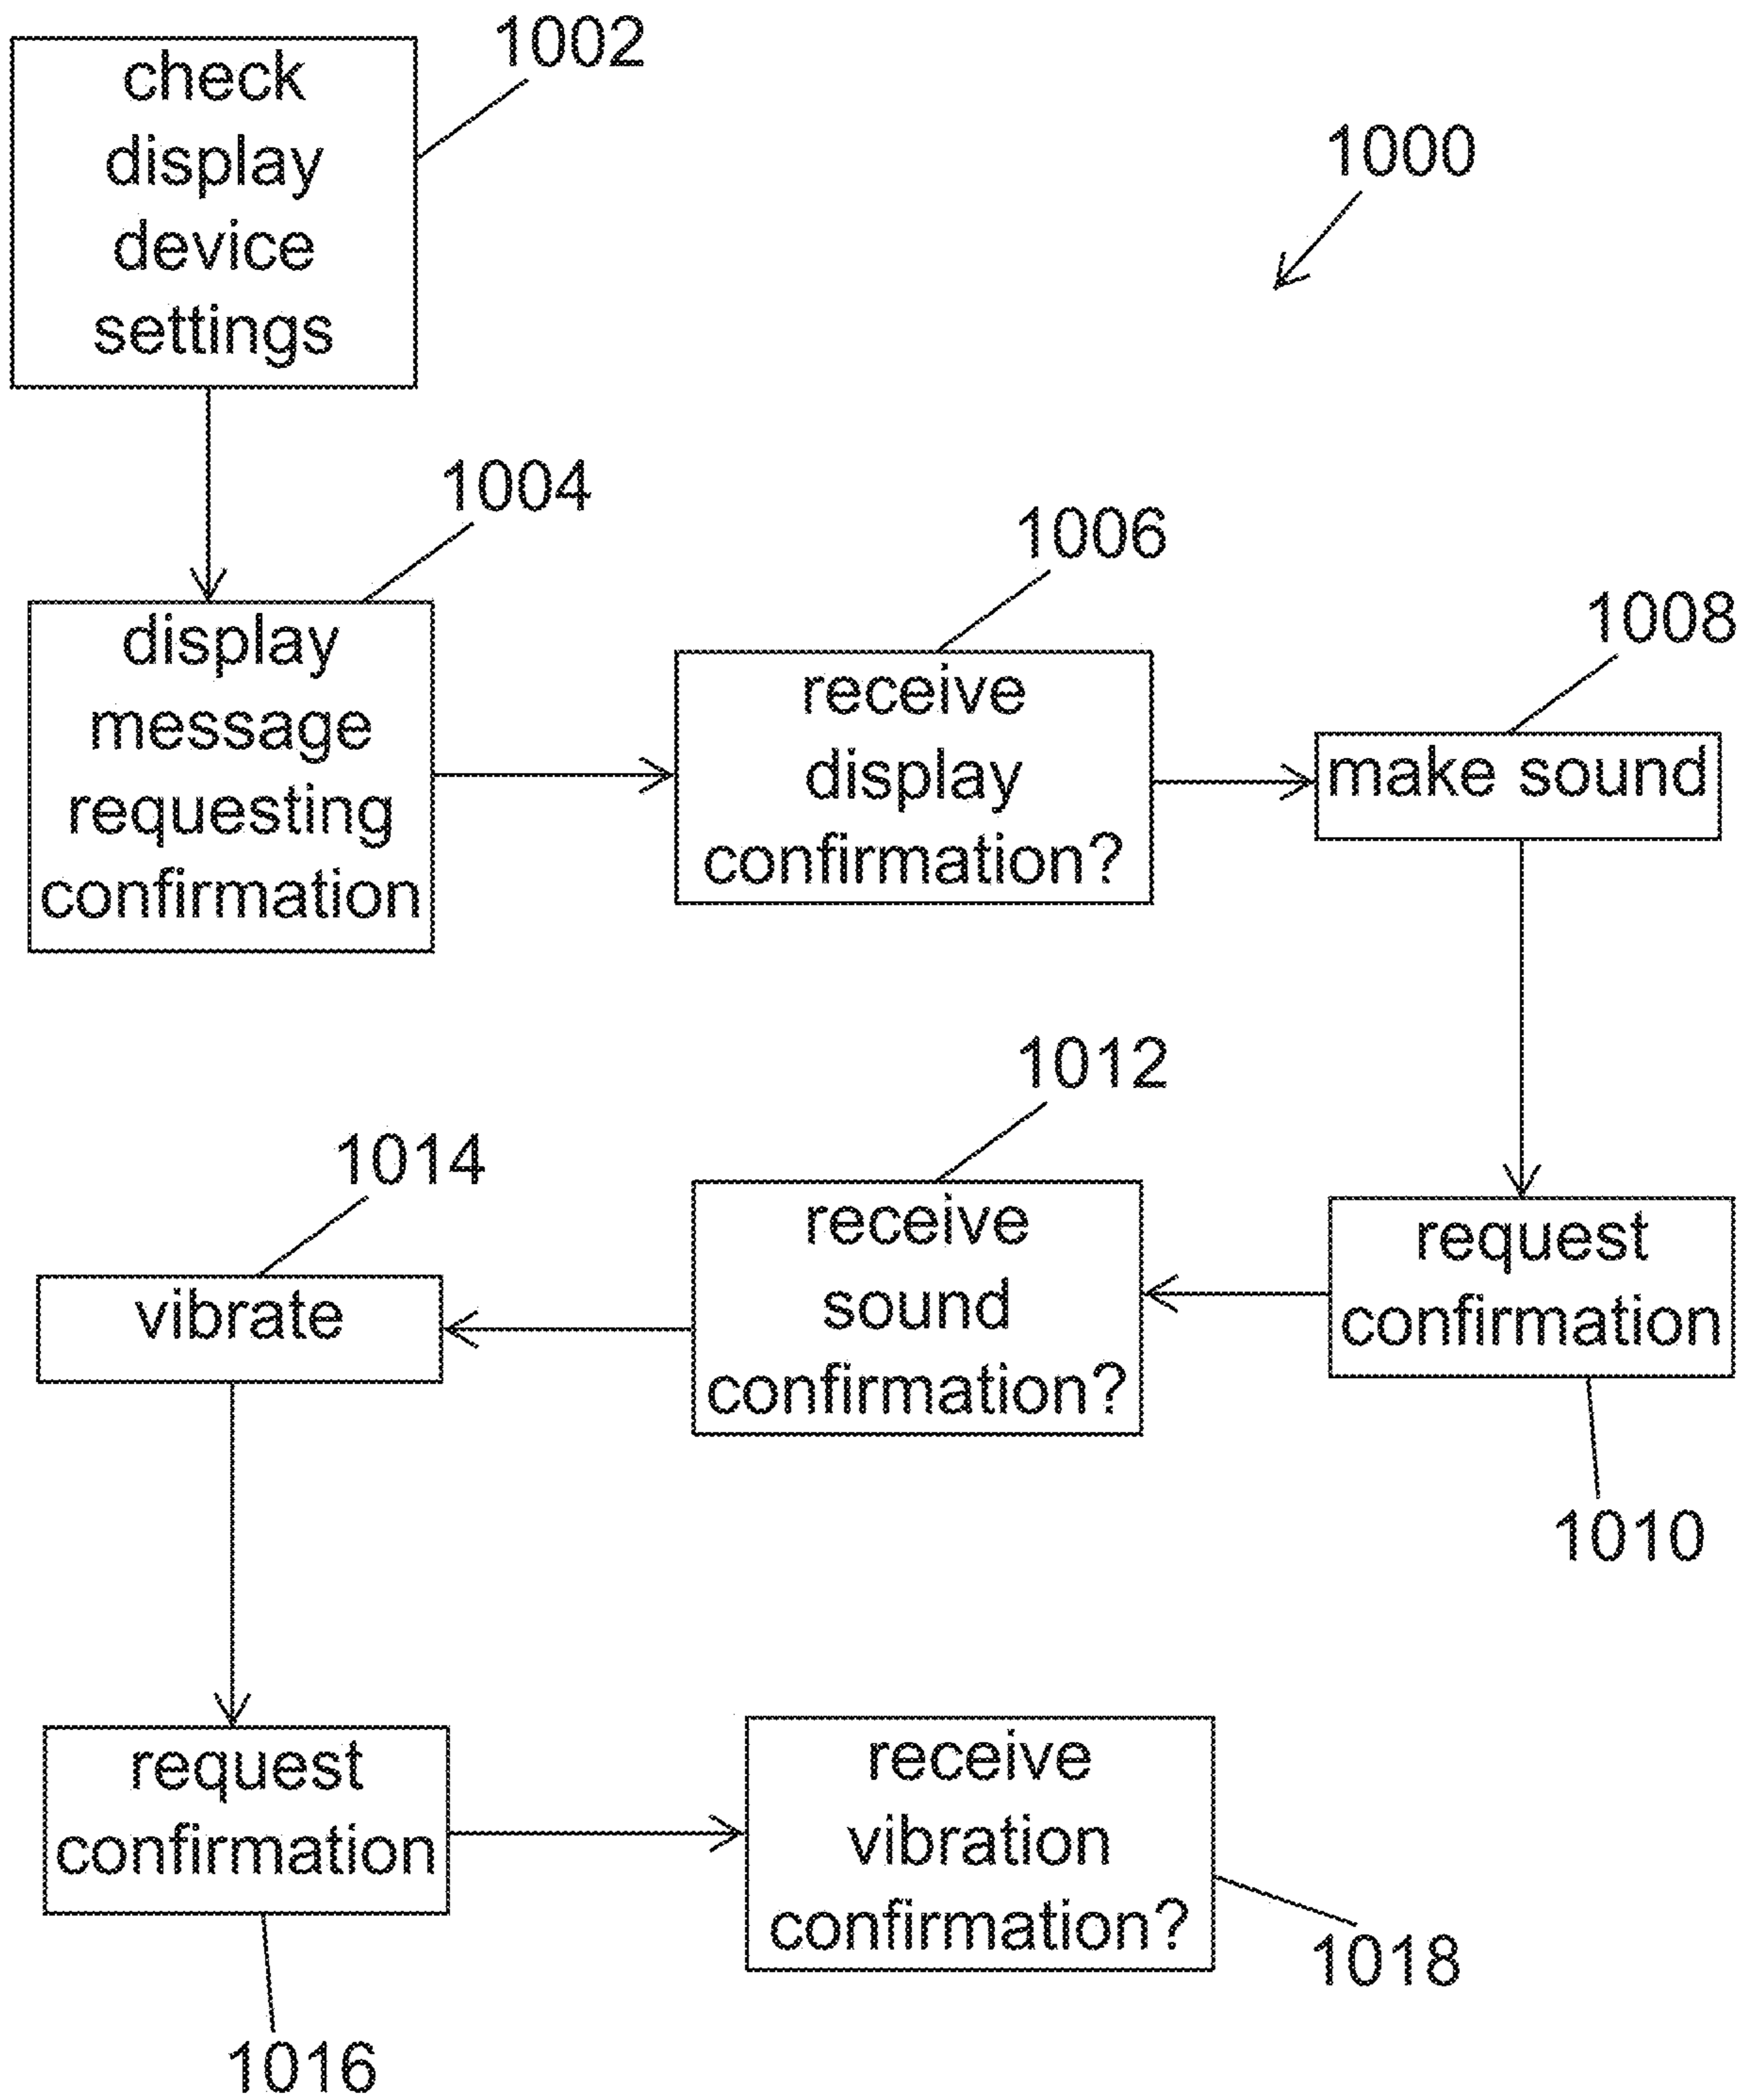 1002
check
display
device
settings
1000
1004
display
message
requesting
confirmation
1006
receive
display
confirmation?
1008
make sound
1010
request
confirmation
1012
receive
sound
confirmation?
1014
vibrate
request
confirmation
1016
receive
vibration
confirmation?
1018